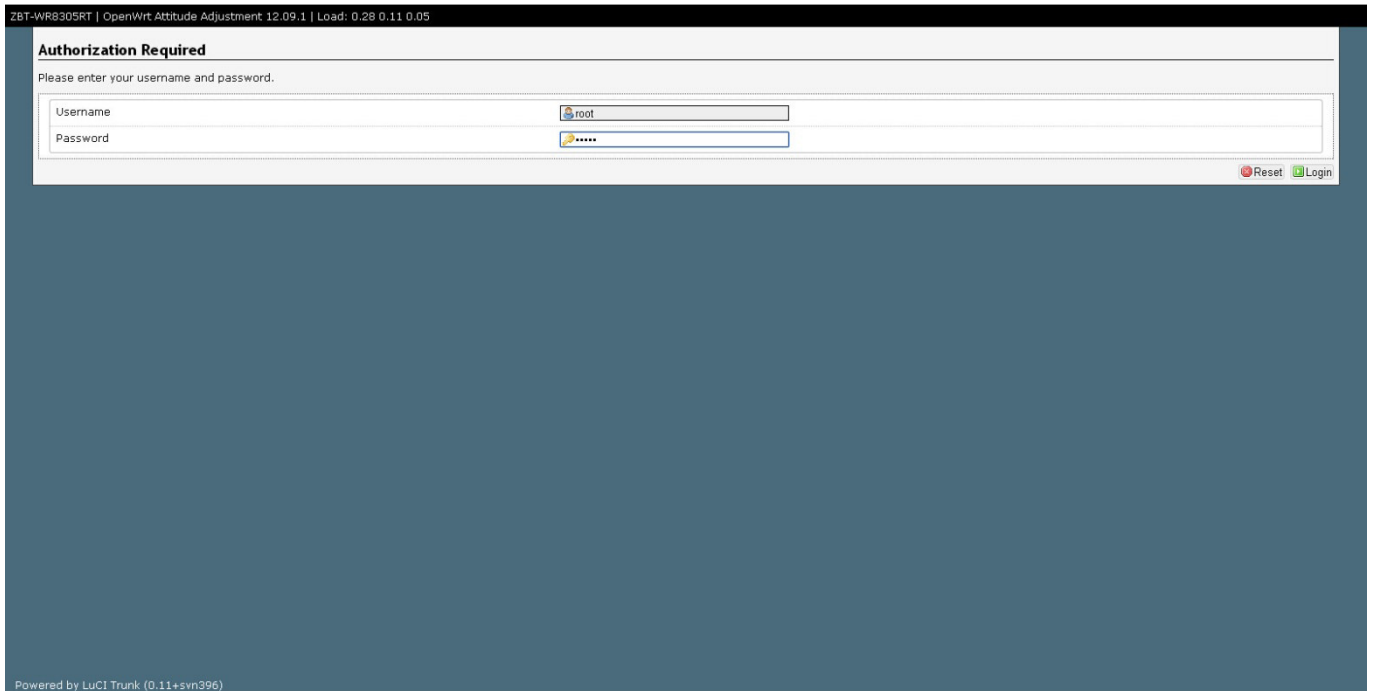 ZBT-WR8305RT | OpenWrt Attitude Adjustment 12.09.1 | Load: 0.28 0.11 0.05
Authorization Required
Please enter your username and password.
Username root
Password •••••
Reset Login
Powered by LuCI Trunk (0.11+svn396)